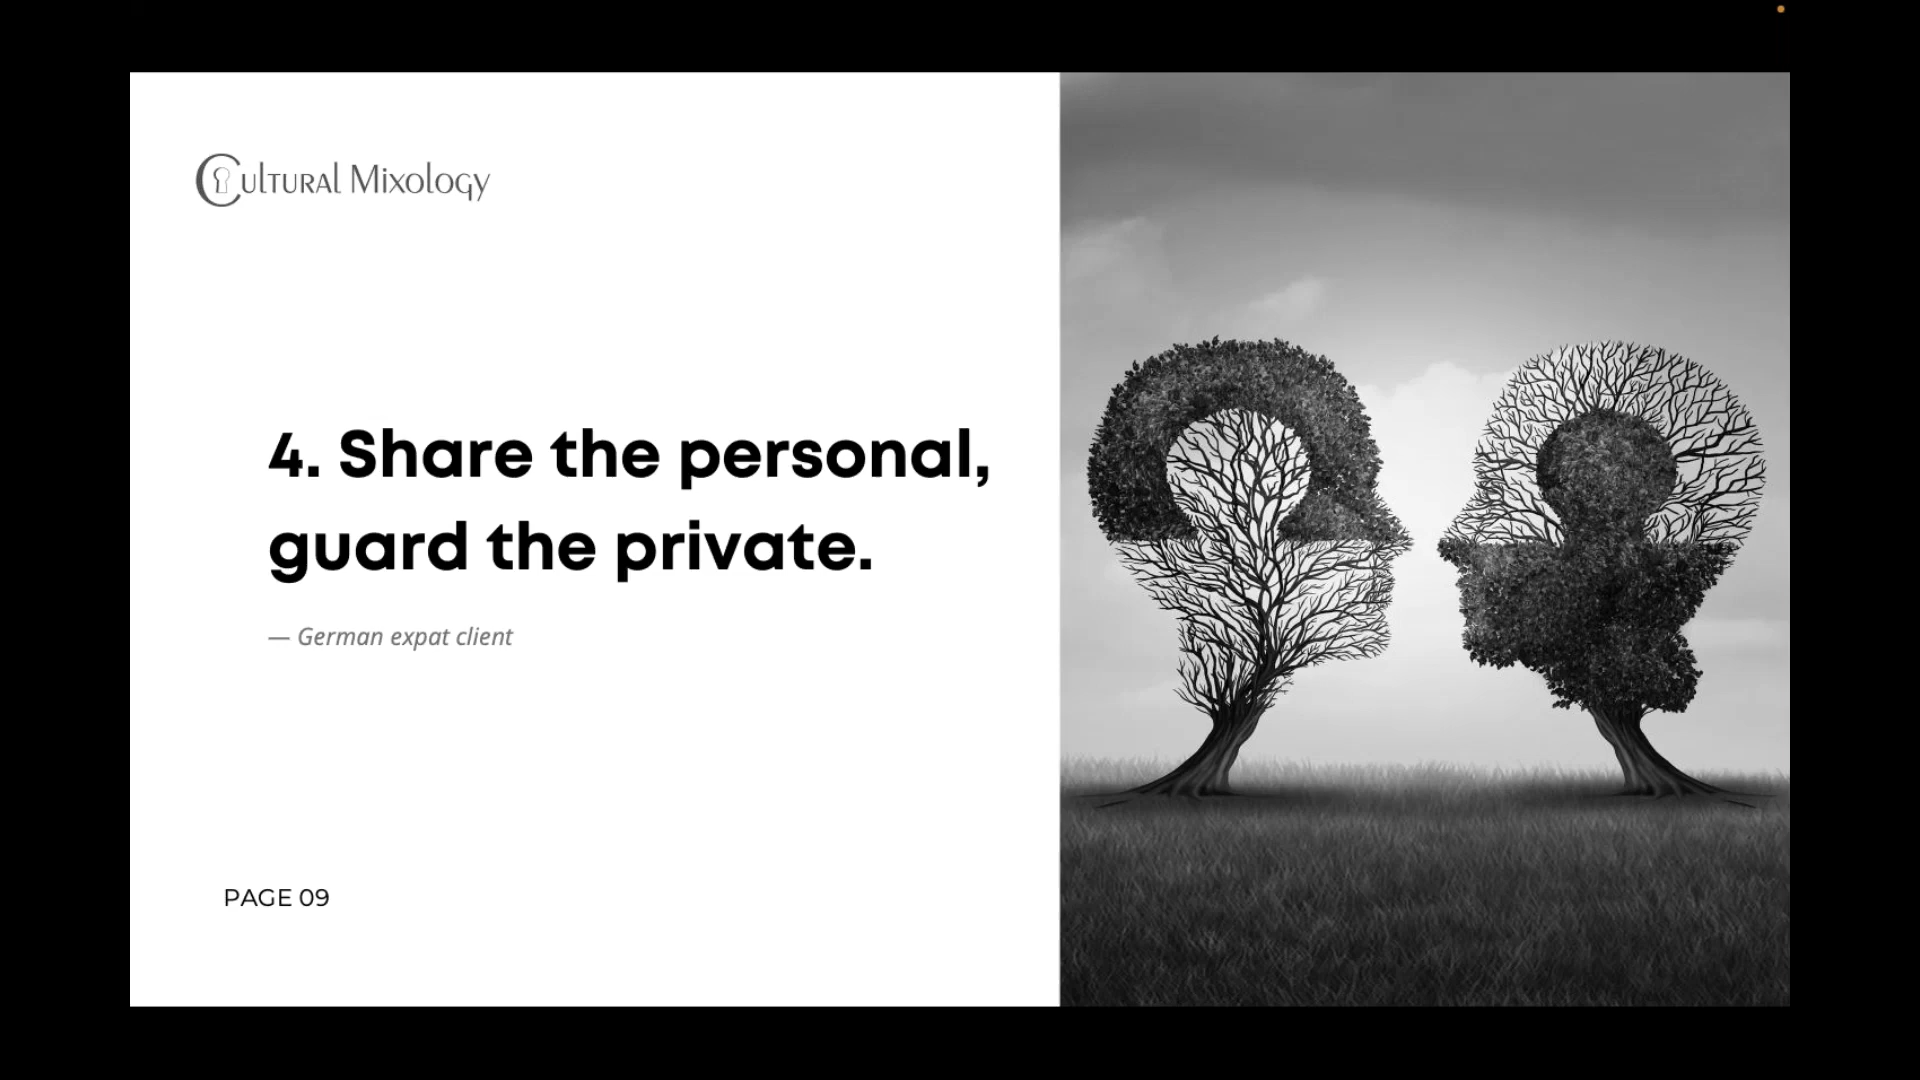 Cultural Mixology
4. Share the personal,
guard the private.
— German expat client
PAGE 09